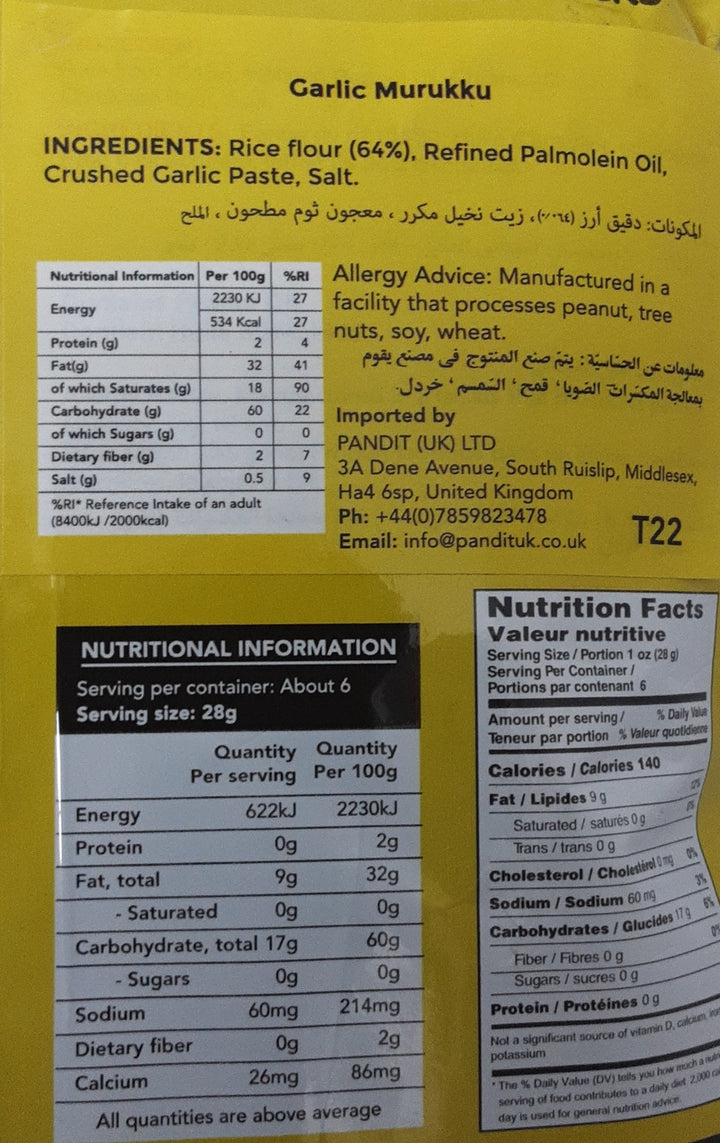 Garlic Murukku
INGREDIENTS: Rice flour (64%), Refined Palmolein Oil,
Crushed Garlic Paste, Salt.
المكونات: دقيق أرز (٠٦٤٪)، زيت نخيل مكرر ، معجون ثوم مطحون ، الملح
Nutritional Information Per 100g %RI
Energy 2230 KJ 27
534 Kcal 27
Protein (g) 2 4
Fat(g) 32 41
of which Saturates (g) 18 90
Carbohydrate (g) 60 22
of which Sugars (g) 0 0
Dietary fiber (g) 2 7
Salt (g) 0.5 9
%RI* Reference Intake of an adult
(8400kJ /2000kcal)
Allergy Advice: Manufactured in a
facility that processes peanut, tree
nuts, soy, wheat.
معلومات عن الحسّاسيّة: يتمّ صنع المنتوج في مصنع يقوم
بمعالجة المكسّرات الصّويا، قمح، السّمسم، خردل.
Imported by
PANDIT (UK) LTD
3A Dene Avenue, South Ruislip, Middlesex,
Ha4 6sp, United Kingdom
Ph: +44(0)7859823478
Email: info@pandituk.co.uk
T22
NUTRITIONAL INFORMATION
Serving per container: About 6
Serving size: 28g
Quantity Quantity
Per serving Per 100g
Energy 622kJ 2230kJ
Protein 0g 2g
Fat, total 9g 32g
- Saturated 0g 0g
Carbohydrate, total 17g 60g
- Sugars 0g 0g
Sodium 60mg 214mg
Dietary fiber 0g 2g
Calcium 26mg 86mg
All quantities are above average
Nutrition Facts
Valeur nutritive
Serving Size / Portion 1 oz (28 g)
Serving Per Container /
Portions par contenant 6
Amount per serving / % Daily Value
Teneur par portion % Valeur quotidienne
Calories / Calories 140
Fat / Lipides 9 g 12%
Saturated / saturés 0 g 0%
Trans / trans 0 g
Cholesterol / Cholestérol 0 mg 0%
Sodium / Sodium 60 mg 3%
Carbohydrates / Glucides 17 g 6%
Fiber / Fibres 0 g 0%
Sugars / sucres 0 g
Protein / Protéines 0 g
Not a significant source of vitamin D, calcium, iron
potassium
* The % Daily Value (DV) tells you how much a
serving of food contributes to a daily diet. 2,000
day is used for general nutrition advice.